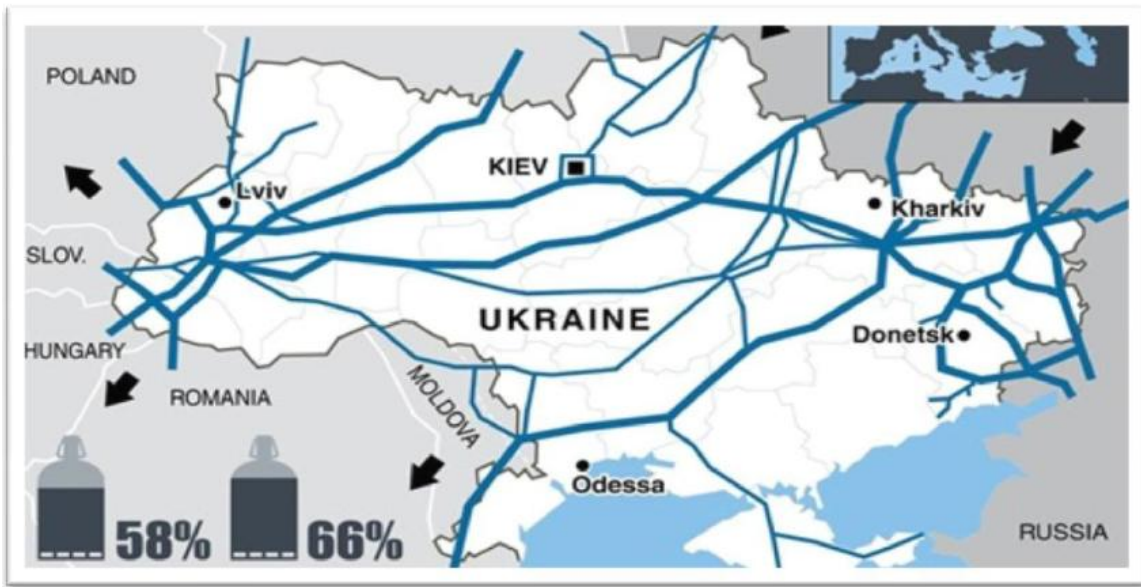 POLAND
KIEV
Lviv
Kharkiv
SLOV.
UKRAINE
Donetsk
HUNGARY
ROMANIA
MOLDOVA
Odessa
58%
66%
RUSSIA